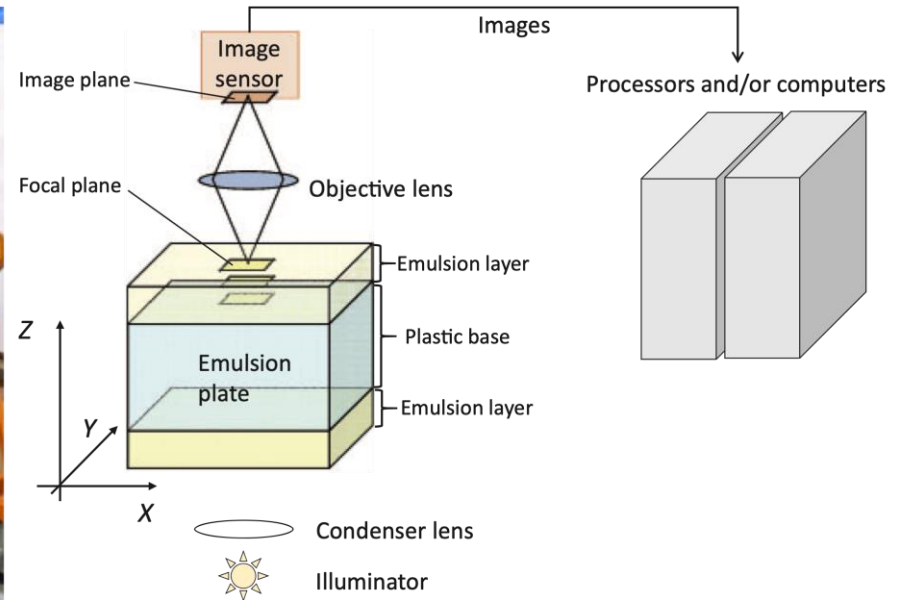 Images
Image
sensor
Image plane
Processors and/or computers
Focal plane
Objective lens
Emulsion layer
Z
Plastic base
Emulsion
plate
Emulsion layer
Y
X
Condenser lens
Illuminator